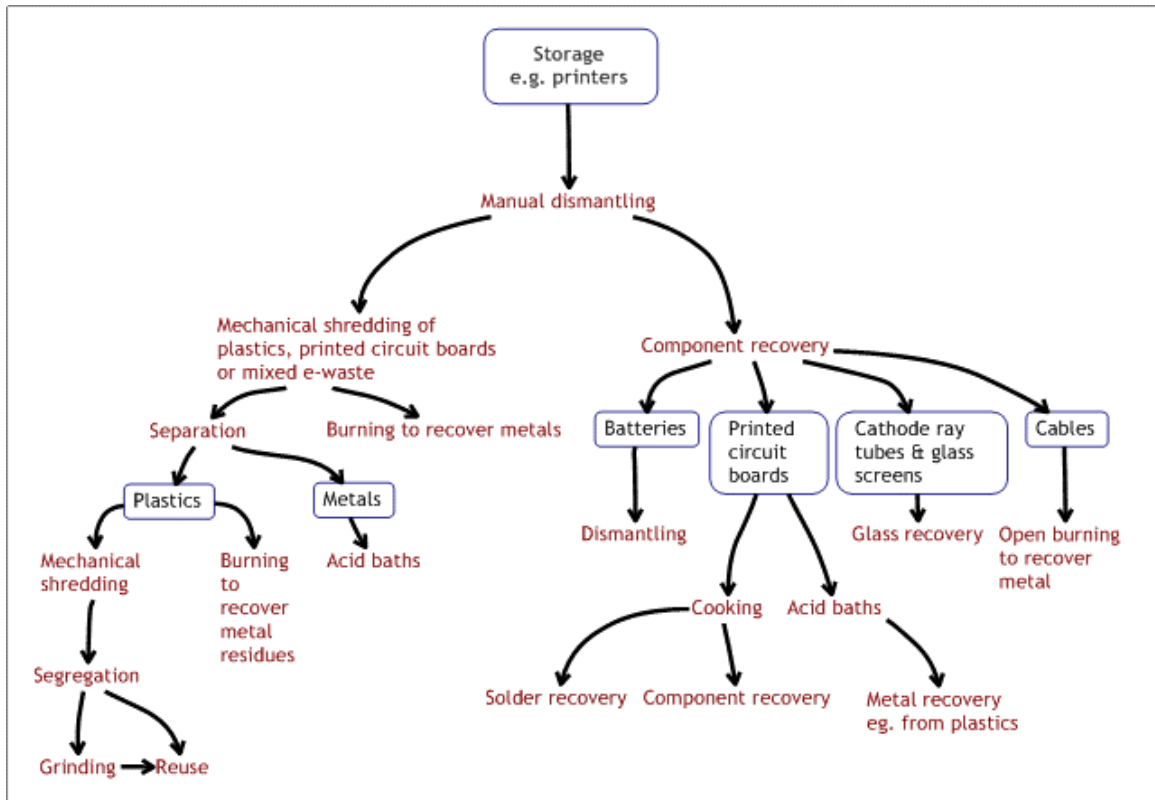 Storage
e.g. printers
Manual dismantling
Mechanical shredding of
plastics, printed circuit boards
or mixed e-waste
Component recovery
Separation
Burning to recover metals
Batteries
Printed
circuit
boards
Cathode ray
tubes & glass
screens
Cables
Plastics
Metals
Dismantling
Glass recovery
Open burning
to recover
metal
Mechanical
shredding
Burning
to
recover
metal
residues
Acid baths
Cooking
Acid baths
Segregation
Solder recovery
Component recovery
Metal recovery
eg. from plastics
Grinding
Reuse